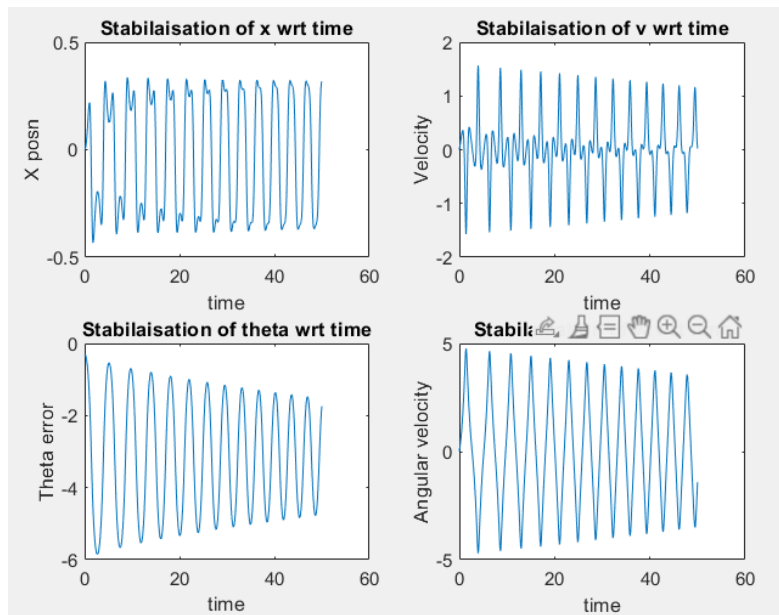 Stabilaisation of x wrt time
0.5
0
-0.5
X posn
0 20 40 60
time
Stabilaisation of v wrt time
2
1
0
-1
-2
Velocity
0 20 40 60
time
Stabilaisation of theta wrt time
0
-2
-4
-6
Theta error
0 20 40 60
time
Stabila
5
0
-5
Angular velocity
0 20 40 60
time